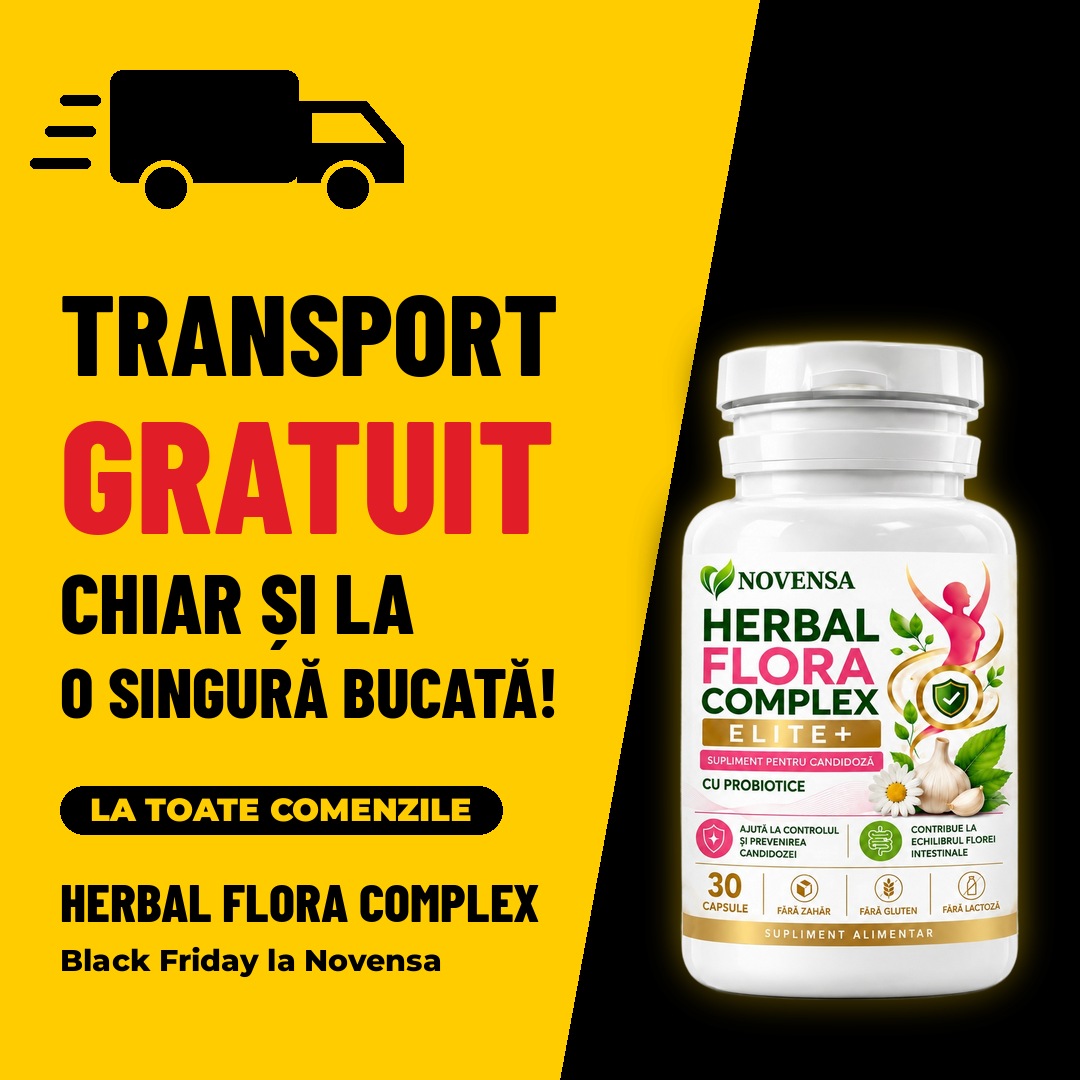 TRANSPORT
GRATUIT
CHIAR ȘI LA
O SINGURĂ BUCATĂ!
LA TOATE COMENZILE
HERBAL FLORA COMPLEX
Black Friday la Novensa
NOVENSA
HERBAL
FLORA
COMPLEX
ELITE+
SUPLIMENT PENTRU CANDIDOZĂ
CU PROBIOTICE
AJUTĂ LA CONTROLUL
ȘI PREVENIREA
CANDIDOZEI
CONTRIBUE LA
ECHILIBRUL FLOREI
INTESTINALE
30
CAPSULE
FĂRĂ ZAHĂR
FĂRĂ GLUTEN
FĂRĂ LACTOZĂ
SUPLIMENT ALIMENTAR